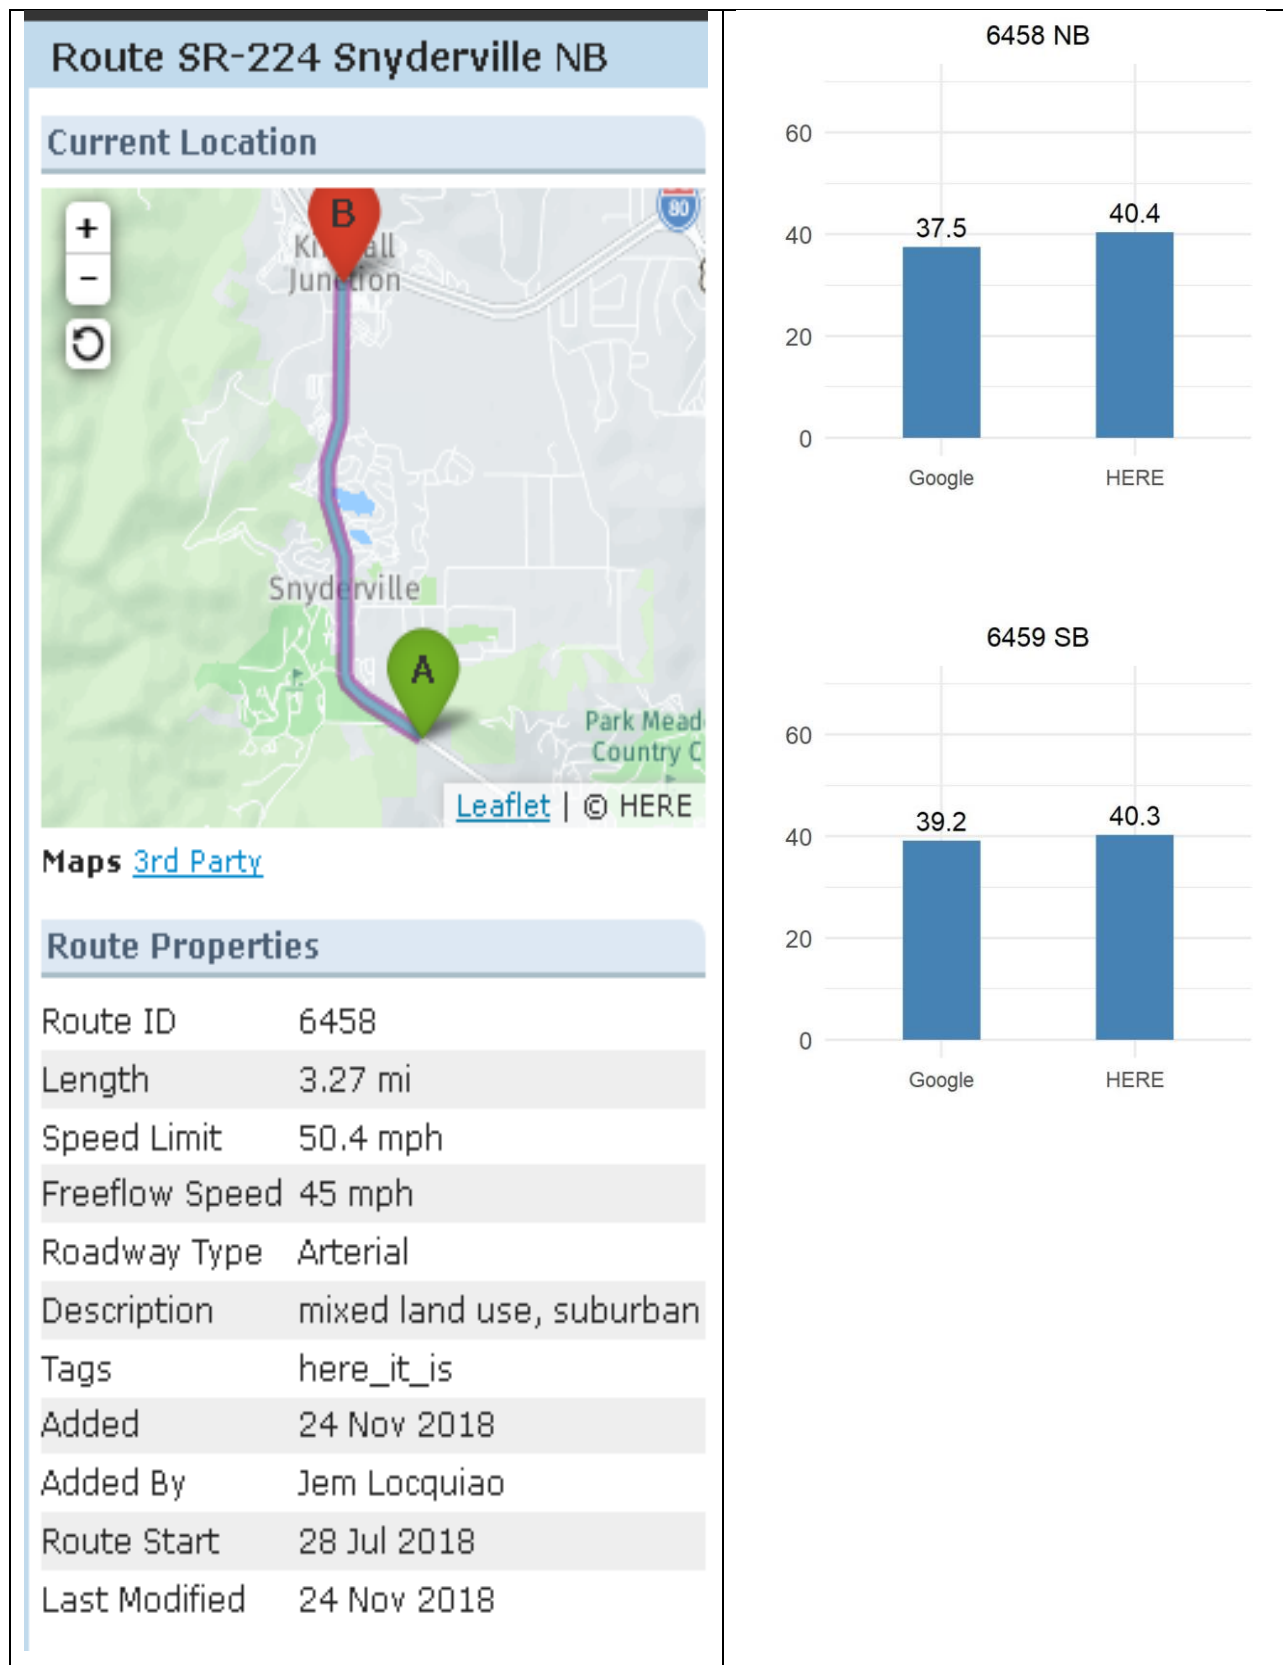 Route SR-224 Snyderville NB
Current Location
+
−
B
80
Junction
Snyderville
A
Park Mead
Country C
Leaflet | © HERE
Maps 3rd Party
Route Properties
Route ID 6458
Length 3.27 mi
Speed Limit 50.4 mph
Freeflow Speed 45 mph
Roadway Type Arterial
Description mixed land use, suburban
Tags here_it_is
Added 24 Nov 2018
Added By Jem Locquiao
Route Start 28 Jul 2018
Last Modified 24 Nov 2018
6458 NB
60
40
20
0
37.5
40.4
Google HERE
6459 SB
60
40
20
0
39.2
40.3
Google HERE